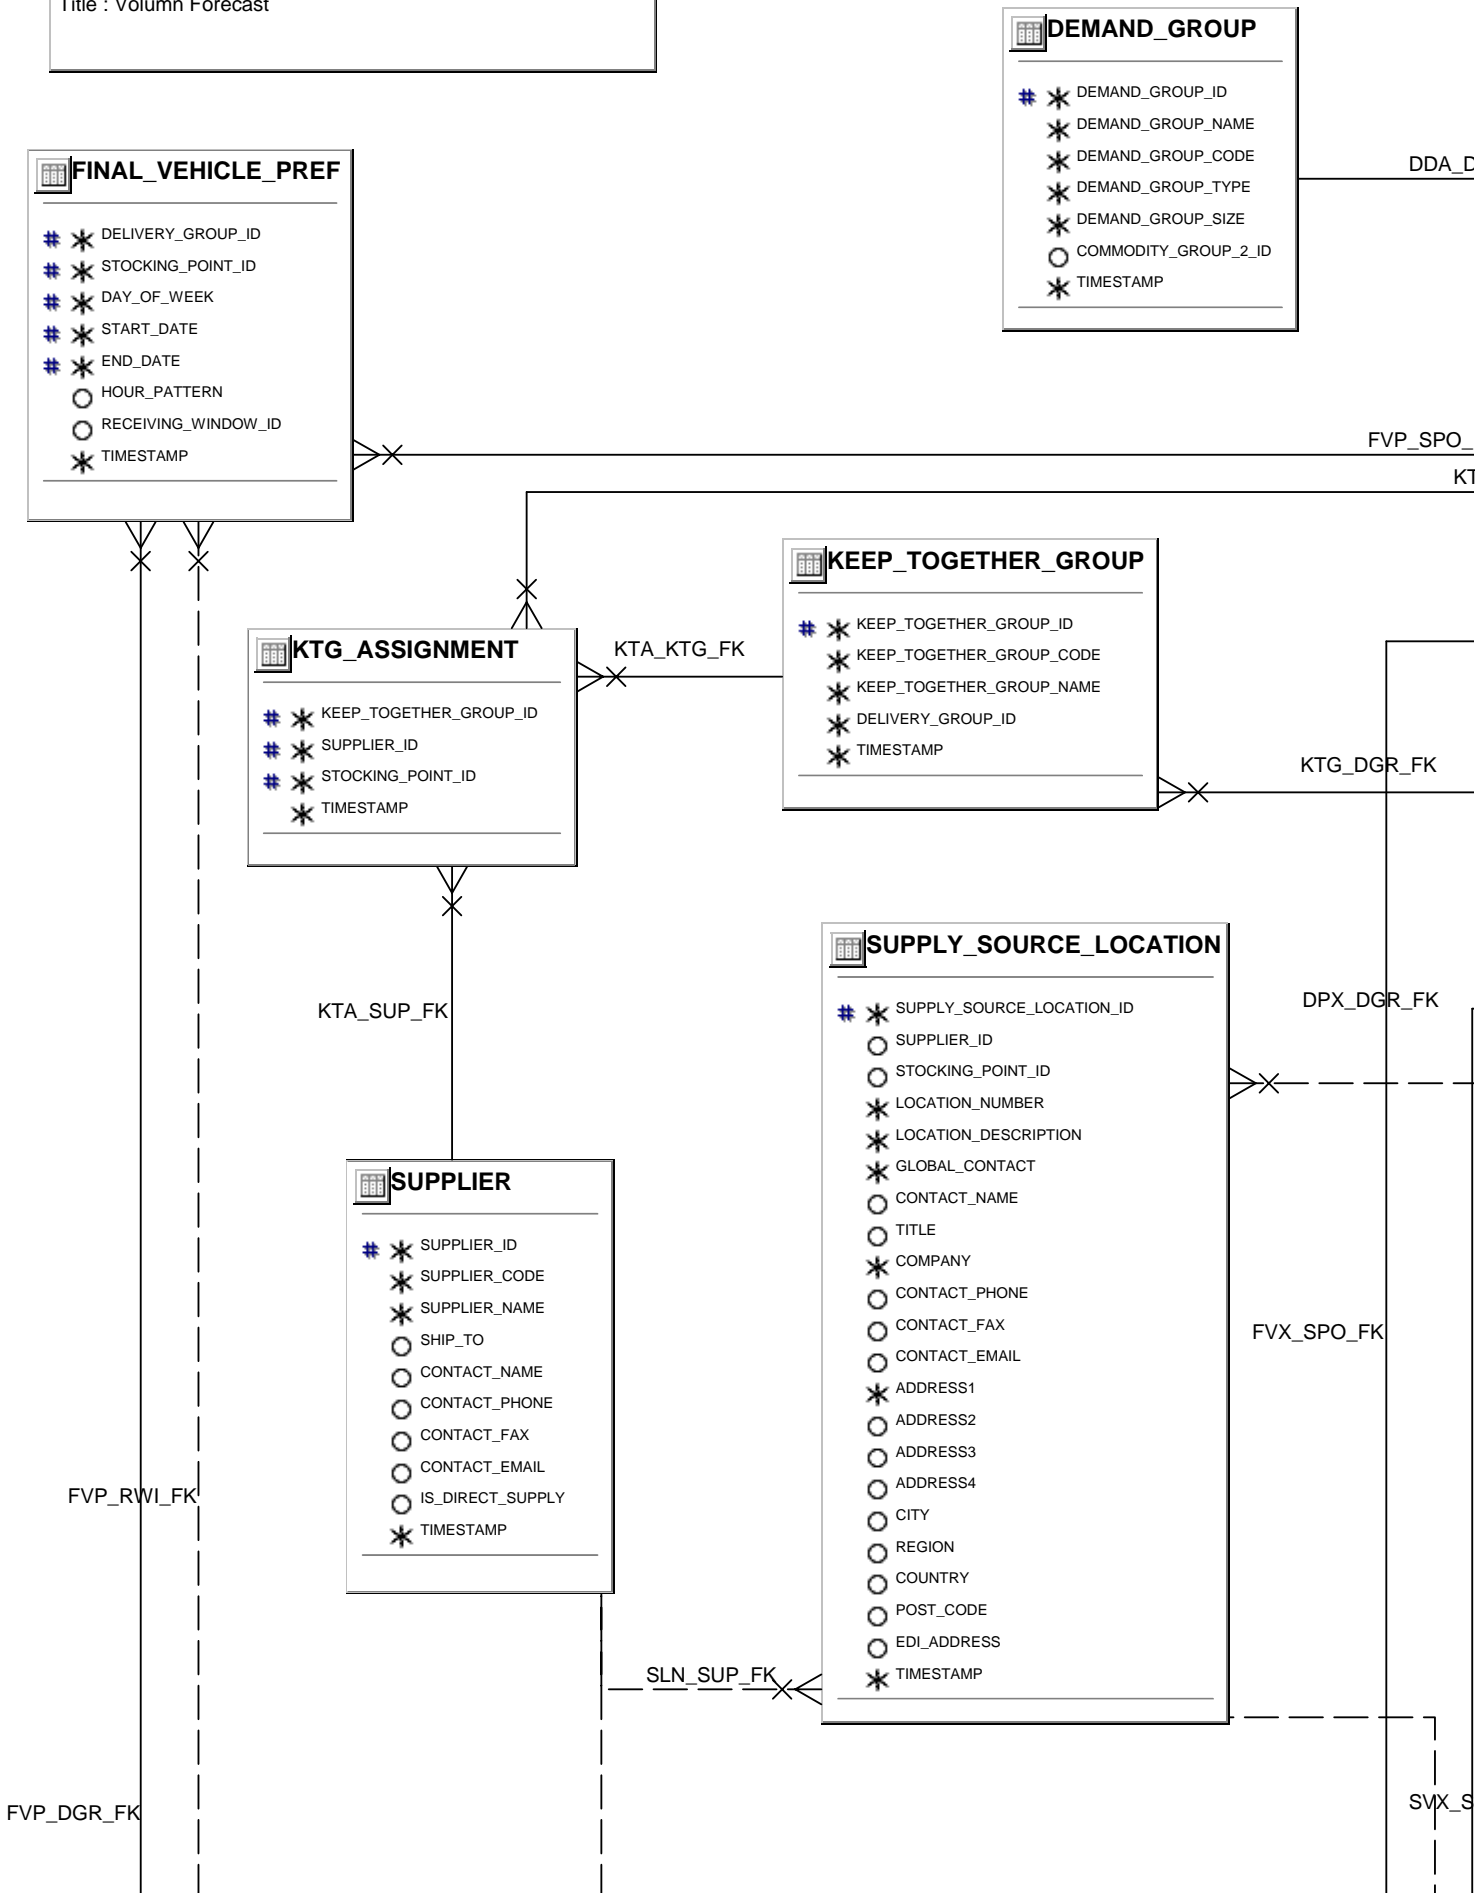 Title : Volumn Forecast
DEMAND_GROUP
# DEMAND_GROUP_ID
DEMAND_GROUP_NAME
DEMAND_GROUP_CODE
DEMAND_GROUP_TYPE
DEMAND_GROUP_SIZE
COMMODITY_GROUP_2_ID
TIMESTAMP
DDA_D
FINAL_VEHICLE_PREF
# DELIVERY_GROUP_ID
# STOCKING_POINT_ID
# DAY_OF_WEEK
# START_DATE
# END_DATE
HOUR_PATTERN
RECEIVING_WINDOW_ID
TIMESTAMP
FVP_SPO_
KT
KEEP_TOGETHER_GROUP
# KEEP_TOGETHER_GROUP_ID
KEEP_TOGETHER_GROUP_CODE
KEEP_TOGETHER_GROUP_NAME
DELIVERY_GROUP_ID
TIMESTAMP
KTG_ASSIGNMENT
# KEEP_TOGETHER_GROUP_ID
# SUPPLIER_ID
# STOCKING_POINT_ID
TIMESTAMP
KTA_KTG_FK
KTG_DGR_FK
SUPPLY_SOURCE_LOCATION
# SUPPLY_SOURCE_LOCATION_ID
SUPPLIER_ID
STOCKING_POINT_ID
LOCATION_NUMBER
LOCATION_DESCRIPTION
GLOBAL_CONTACT
CONTACT_NAME
TITLE
COMPANY
CONTACT_PHONE
CONTACT_FAX
CONTACT_EMAIL
ADDRESS1
ADDRESS2
ADDRESS3
ADDRESS4
CITY
REGION
COUNTRY
POST_CODE
EDI_ADDRESS
TIMESTAMP
KTA_SUP_FK
DPX_DGR_FK
SUPPLIER
# SUPPLIER_ID
SUPPLIER_CODE
SUPPLIER_NAME
SHIP_TO
CONTACT_NAME
CONTACT_PHONE
CONTACT_FAX
CONTACT_EMAIL
IS_DIRECT_SUPPLY
TIMESTAMP
FVX_SPO_FK
FVP_RWI_FK
SLN_SUP_FK
FVP_DGR_FK
SVX_S